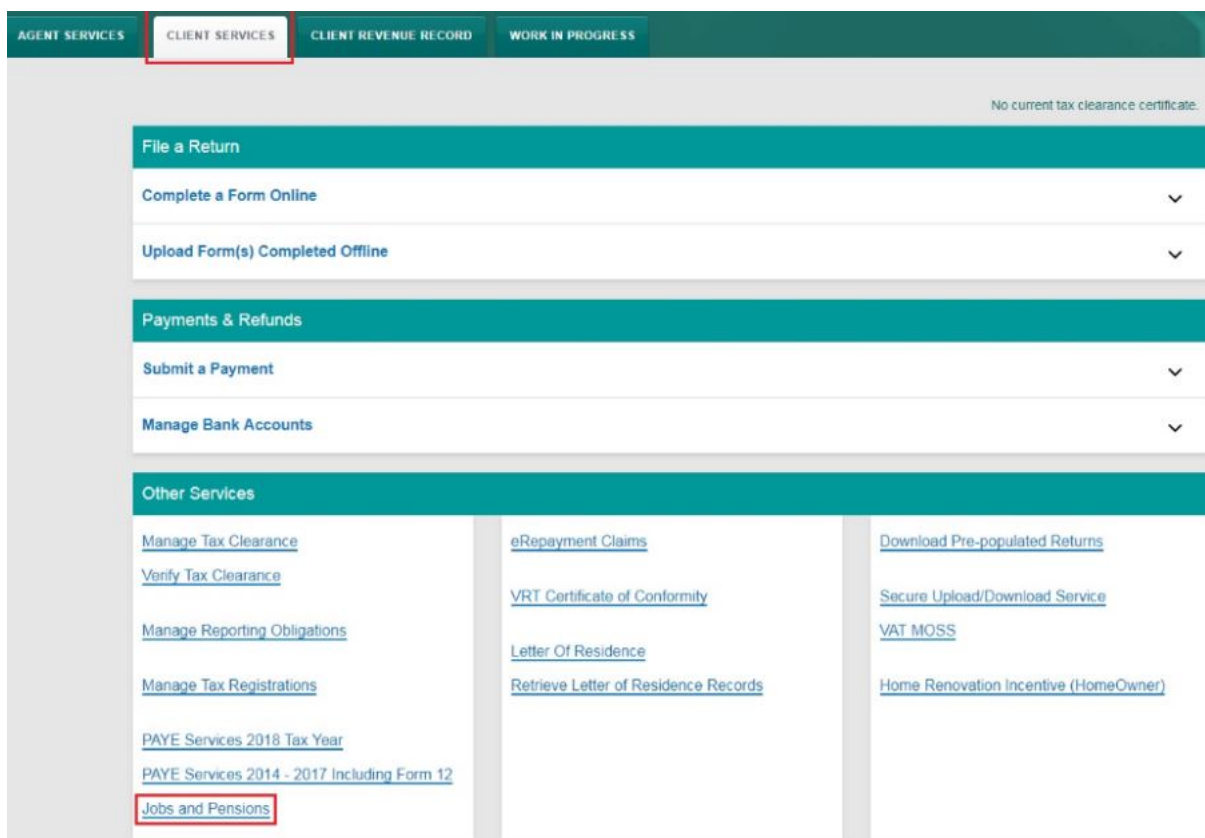 AGENT SERVICES
CLIENT SERVICES
CLIENT REVENUE RECORD
WORK IN PROGRESS
No current tax clearance certificate.
File a Return
Complete a Form Online
Upload Form(s) Completed Offline
Payments & Refunds
Submit a Payment
Manage Bank Accounts
Other Services
Manage Tax Clearance
Verify Tax Clearance
Manage Reporting Obligations
Manage Tax Registrations
PAYE Services 2018 Tax Year
PAYE Services 2014 - 2017 Including Form 12
Jobs and Pensions
eRepayment Claims
VRT Certificate of Conformity
Letter Of Residence
Retrieve Letter of Residence Records
Download Pre-populated Returns
Secure Upload/Download Service
VAT MOSS
Home Renovation Incentive (HomeOwner)